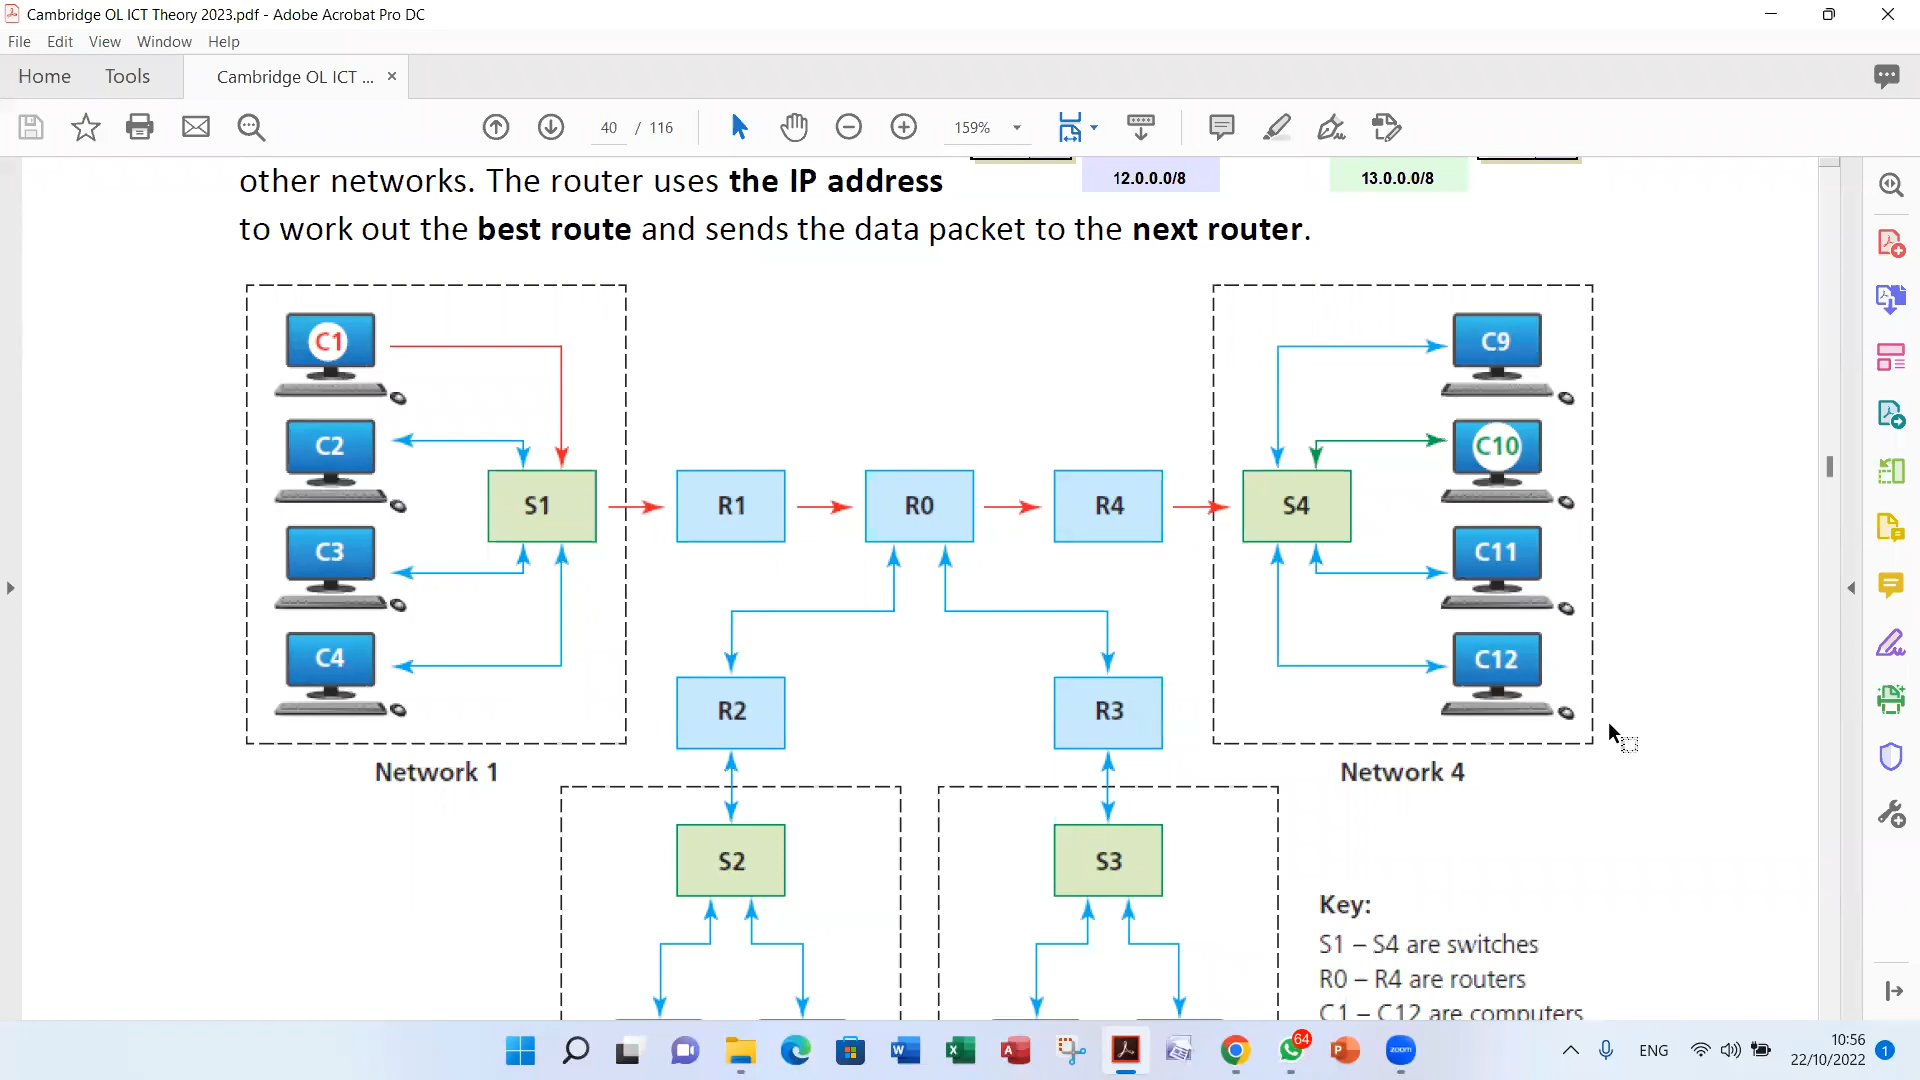 Cambridge OL ICT Theory 2023.pdf - Adobe Acrobat Pro DC
File Edit View Window Help
Home Tools Cambridge OL ICT ... ×
40 / 116 159%
12.0.0.0/8 13.0.0.0/8
other networks. The router uses the IP address
to work out the best route and sends the data packet to the next router.
C1 C9
C2 C10
S1 R1 R0 R4 S4
C3 C11
C4 C12
R2 R3
Network 1 Network 4
S2 S3
Key:
S1 – S4 are switches
R0 – R4 are routers
C1 – C12 are computers
W X A 64 P zoom
ENG
10:56
22/10/2022
1